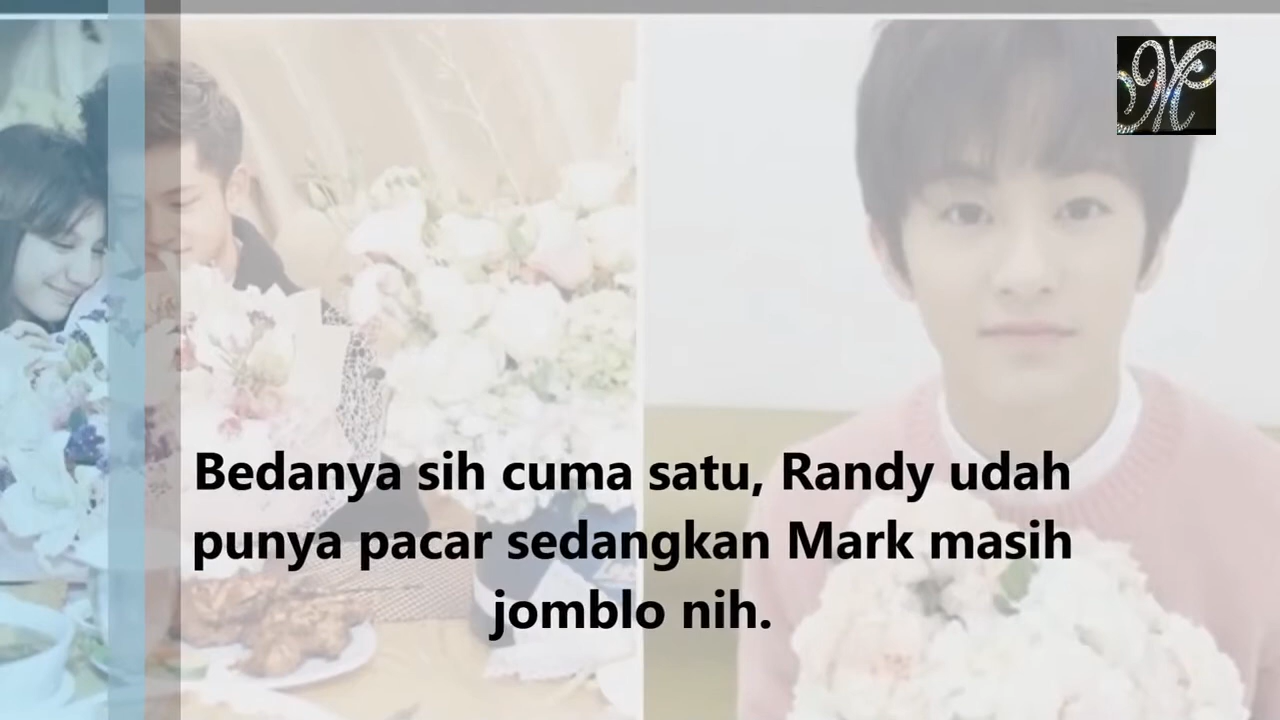 Bedanya sih cuma satu, Randy udah
punya pacar sedangkan Mark masih
jomblo nih.